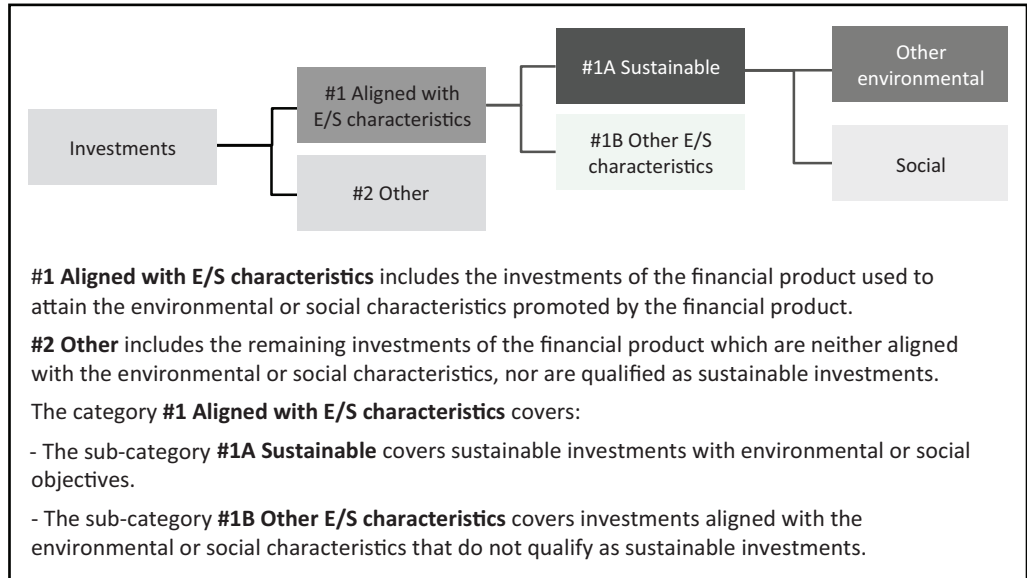 Investments
#1 Aligned with
E/S characteristics
#2 Other
#1A Sustainable
#1B Other E/S
characteristics
Other
environmental
Social
#1 Aligned with E/S characteristics includes the investments of the financial product used to
attain the environmental or social characteristics promoted by the financial product.
#2 Other includes the remaining investments of the financial product which are neither aligned
with the environmental or social characteristics, nor are qualified as sustainable investments.
The category #1 Aligned with E/S characteristics covers:
- The sub-category #1A Sustainable covers sustainable investments with environmental or social
objectives.
- The sub-category #1B Other E/S characteristics covers investments aligned with the
environmental or social characteristics that do not qualify as sustainable investments.